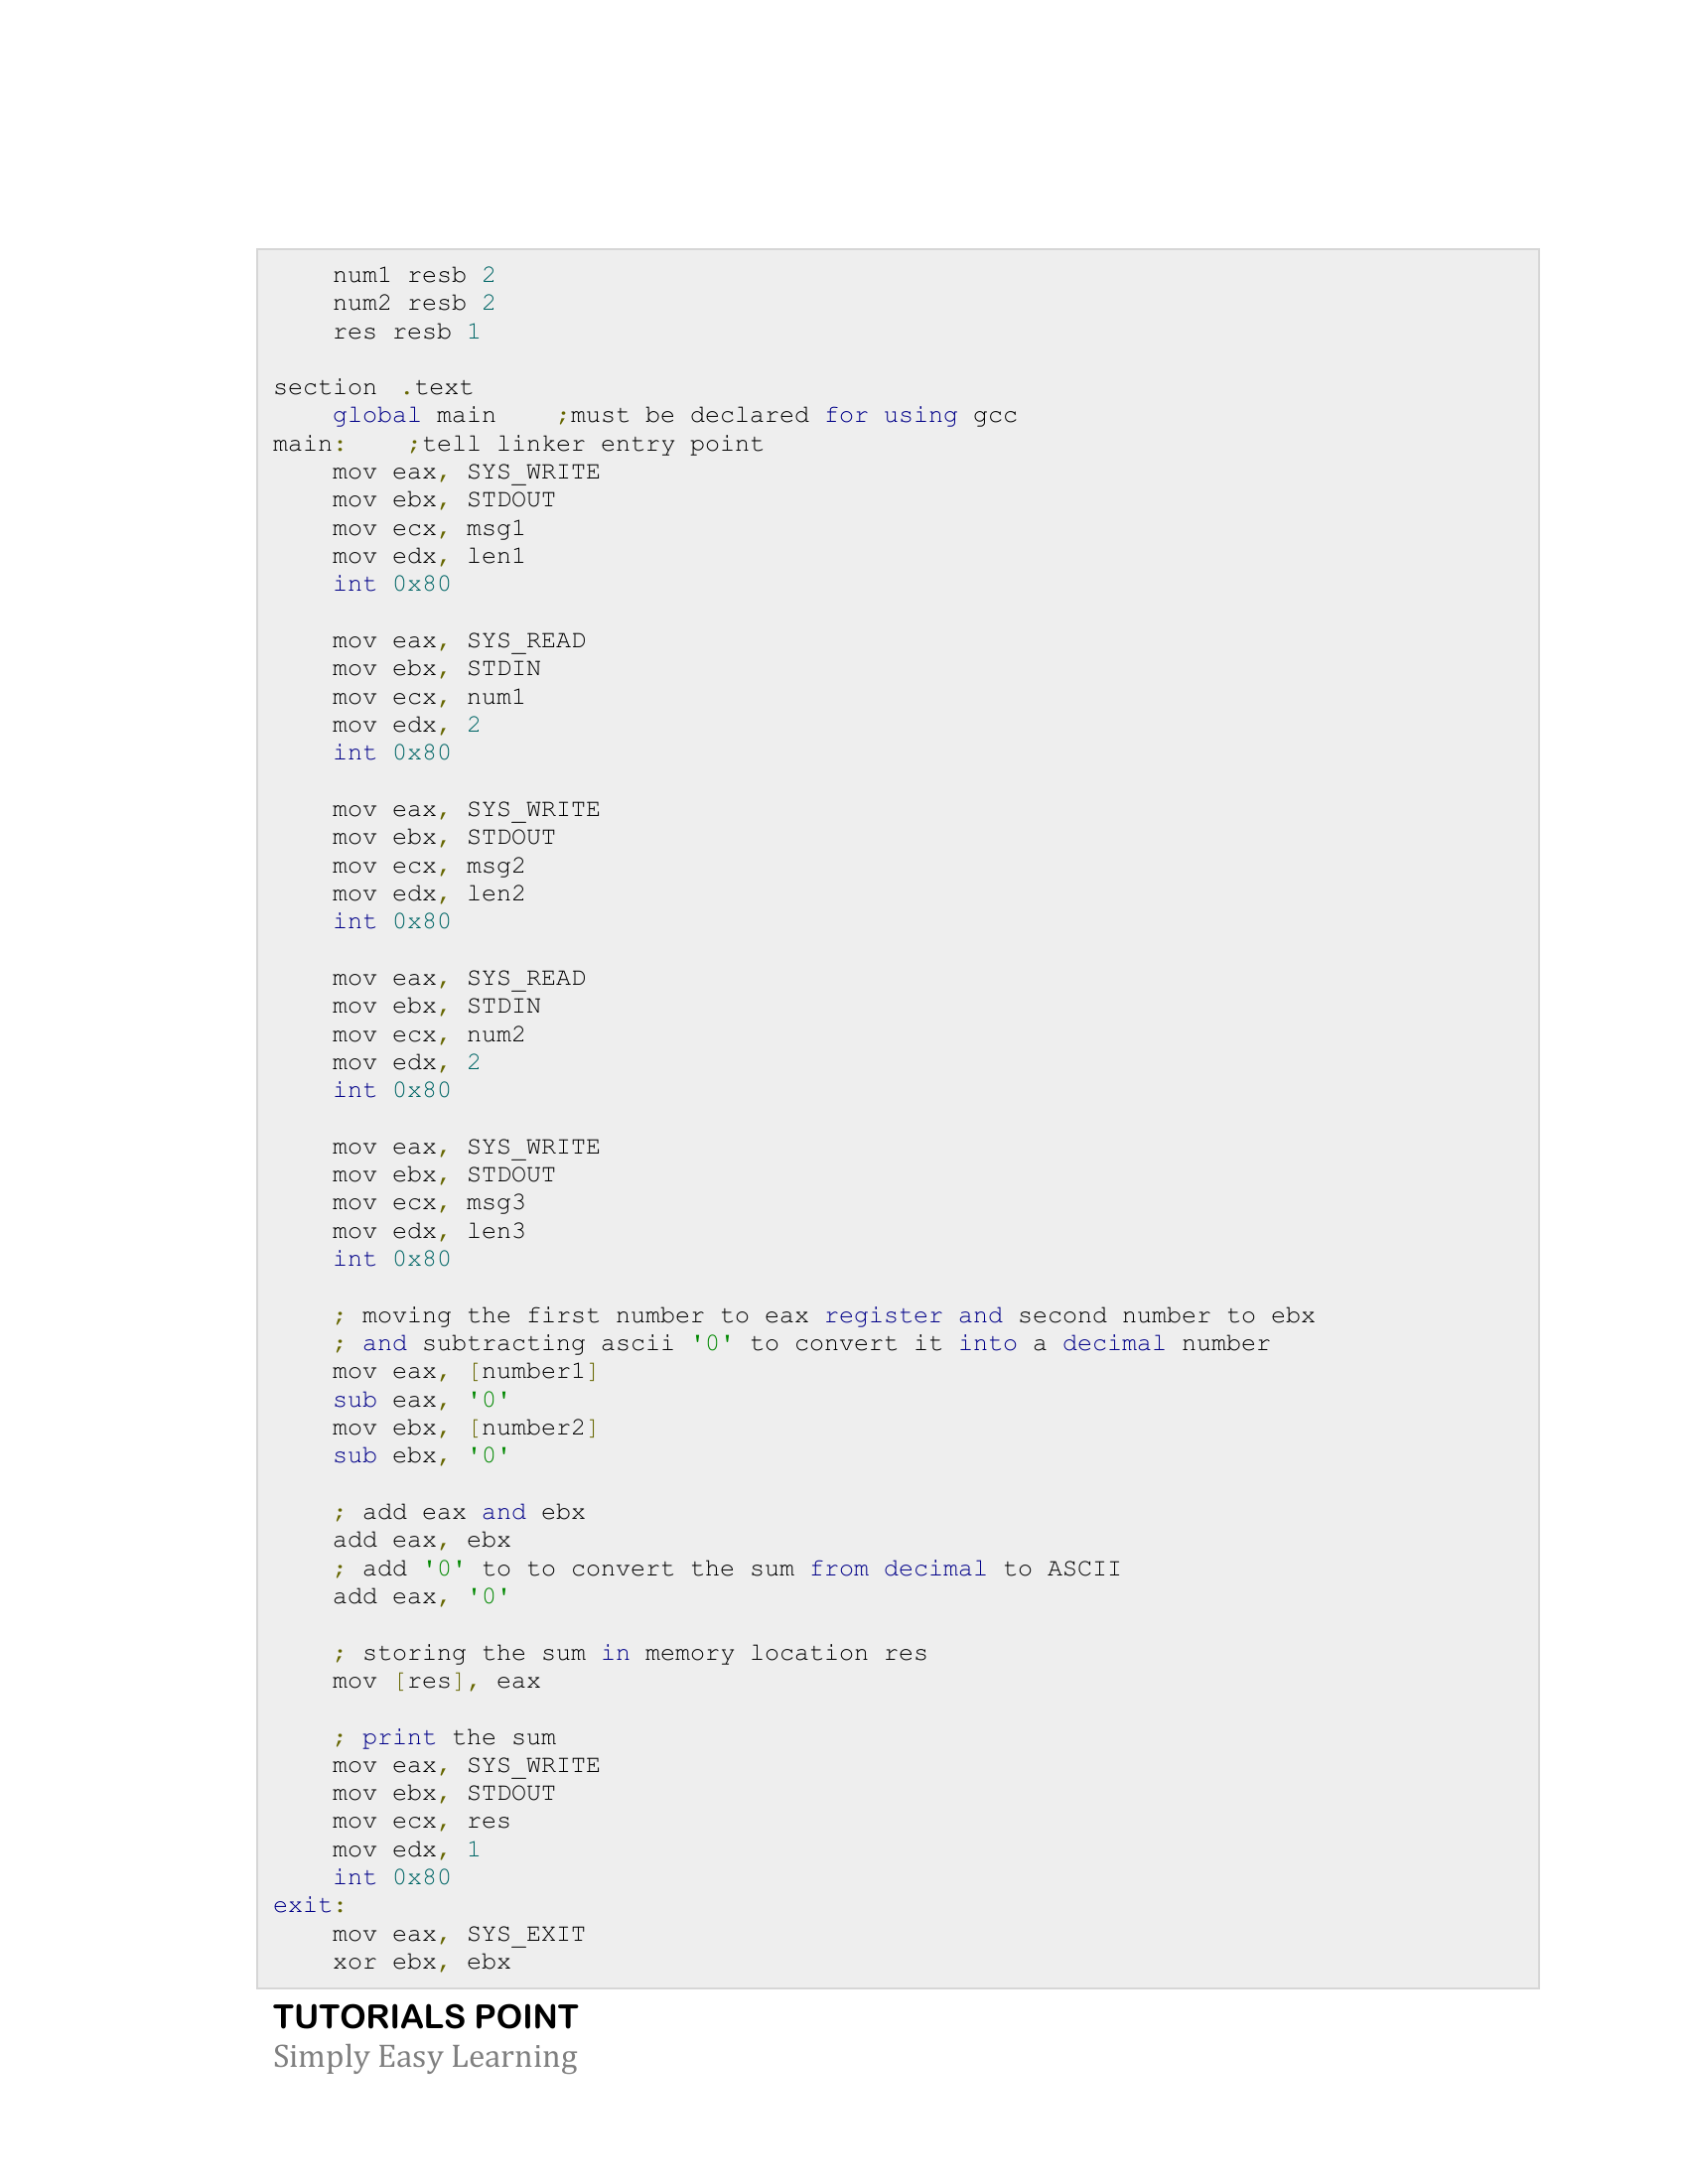 num1 resb 2
num2 resb 2
res resb 1
section .text
global main ;must be declared for using gcc
main: ;tell linker entry point
mov eax, SYS_WRITE
mov ebx, STDOUT
mov ecx, msg1
mov edx, len1
int 0x80
mov eax, SYS_READ
mov ebx, STDIN
mov ecx, num1
mov edx, 2
int 0x80
mov eax, SYS_WRITE
mov ebx, STDOUT
mov ecx, msg2
mov edx, len2
int 0x80
mov eax, SYS_READ
mov ebx, STDIN
mov ecx, num2
mov edx, 2
int 0x80
mov eax, SYS_WRITE
mov ebx, STDOUT
mov ecx, msg3
mov edx, len3
int 0x80
; moving the first number to eax register and second number to ebx
; and subtracting ascii '0' to convert it into a decimal number
mov eax, [number1]
sub eax, '0'
mov ebx, [number2]
sub ebx, '0'
; add eax and ebx
add eax, ebx
; add '0' to to convert the sum from decimal to ASCII
add eax, '0'
; storing the sum in memory location res
mov [res], eax
; print the sum
mov eax, SYS_WRITE
mov ebx, STDOUT
mov ecx, res
mov edx, 1
int 0x80
exit:
mov eax, SYS_EXIT
xor ebx, ebx
TUTORIALS POINT
Simply Easy Learning